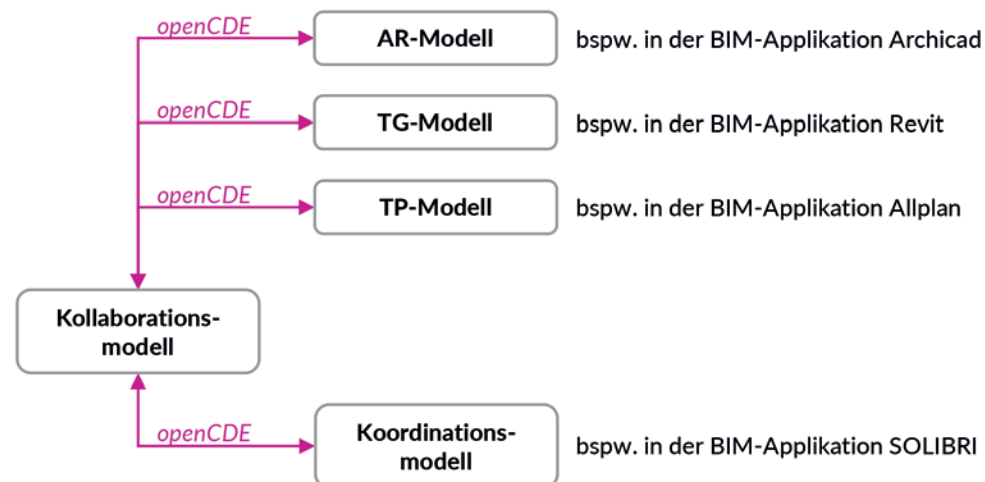 openCDE
AR-Modell
bspw. in der BIM-Applikation Archicad
openCDE
TG-Modell
bspw. in der BIM-Applikation Revit
openCDE
TP-Modell
bspw. in der BIM-Applikation Allplan
Kollaborations-
modell
openCDE
Koordinations-
modell
bspw. in der BIM-Applikation SOLIBRI